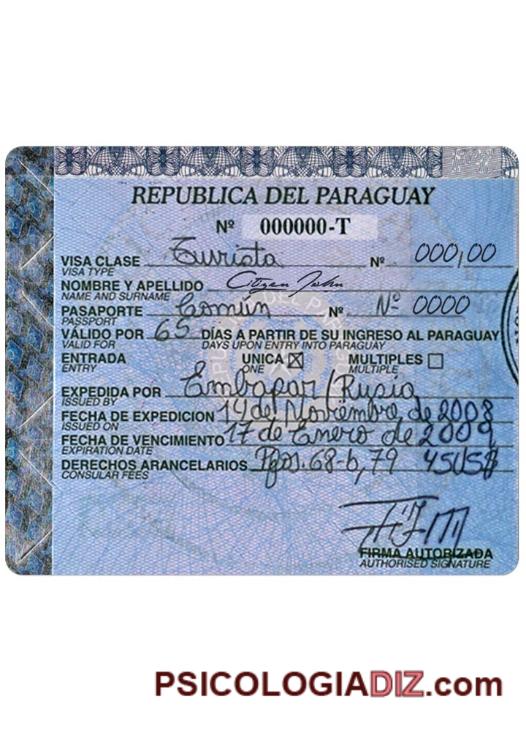 REPUBLICA DEL PARAGUAY
Nº 000000-T
VISA CLASE Turista Nº 000,00
VISA TYPE
NOMBRE Y APELLIDO Citizen John
NAME AND SURNAME
PASAPORTE Común Nº Nº 0000
PASSPORT
VÁLIDO POR 65 DÍAS A PARTIR DE SU INGRESO AL PARAGUAY
VALID FOR DAYS UPON ENTRY INTO PARAGUAY
ENTRADA UNICA MULTIPLES
ENTRY ONE MULTIPLE
EXPEDIDA POR Embapar/Rusia
ISSUED BY
FECHA DE EXPEDICION 14 de Noviembre de 2008
ISSUED ON
FECHA DE VENCIMIENTO 17 de Enero de 2009
EXPIRATION DATE
DERECHOS ARANCELARIOS Pfos. 68-b, 79 45US$
CONSULAR FEES
FIRMA AUTORIZADA
AUTHORISED SIGNATURE
PSICOLOGIADIZ.com